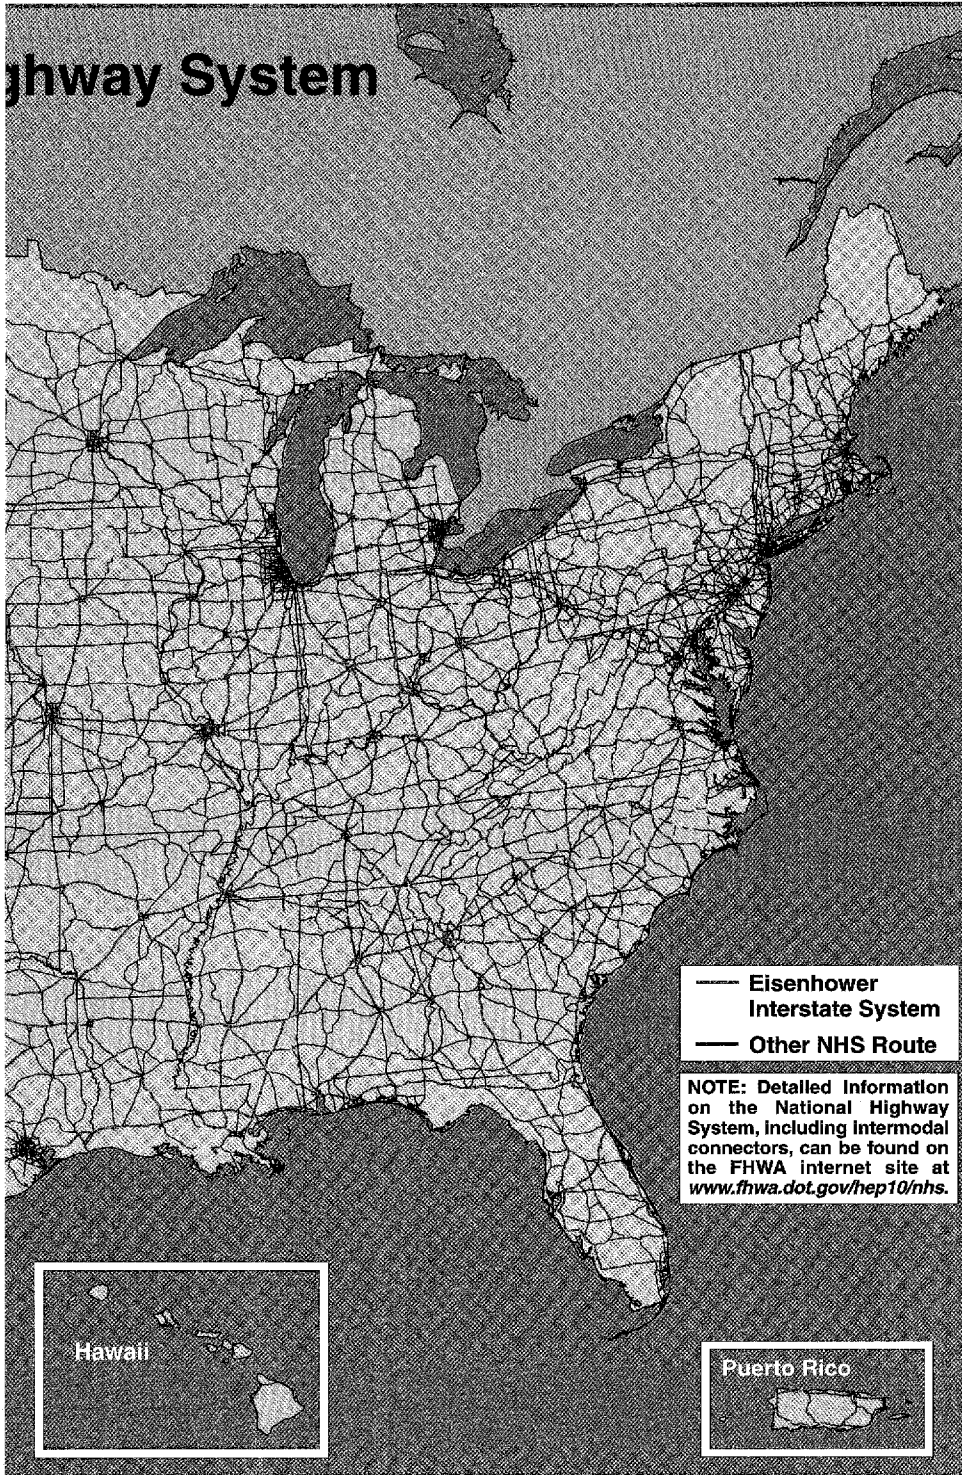 ghway System
Eisenhower
Interstate System
Other NHS Route
NOTE: Detailed Information
on the National Highway
System, including intermodal
connectors, can be found on
the FHWA internet site at
www.fhwa.dot.gov/hep10/nhs.
Hawaii
Puerto Rico